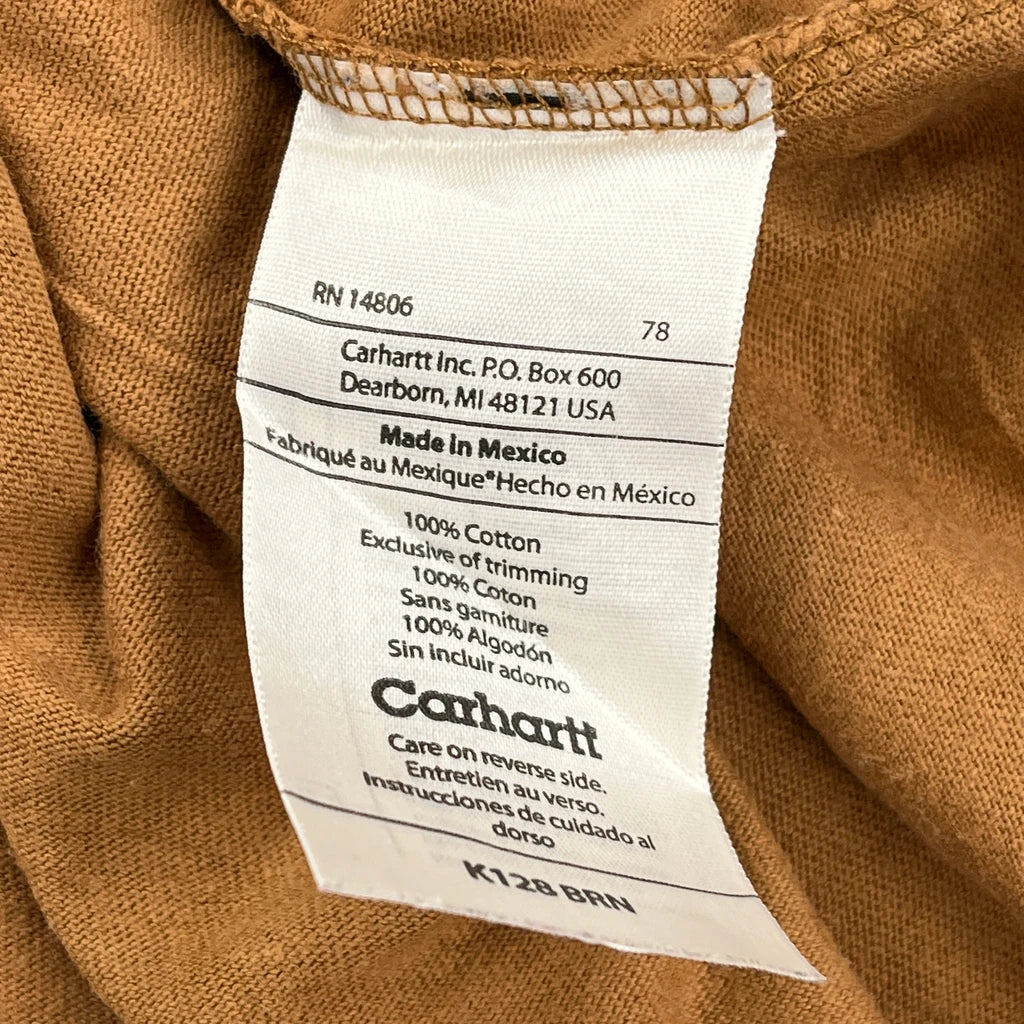 RN 14806
78
Carhartt Inc. P.O. Box 600
Dearborn, MI 48121 USA
Made in Mexico
Fabriqué au Mexique*Hecho en México
100% Cotton
Exclusive of trimming
100% Coton
Sans garniture
100% Algodón
Sin incluir adorno
Carhartt
Care on reverse side.
Entretien au verso.
Instrucciones de cuidado al
dorso
K128 BRN